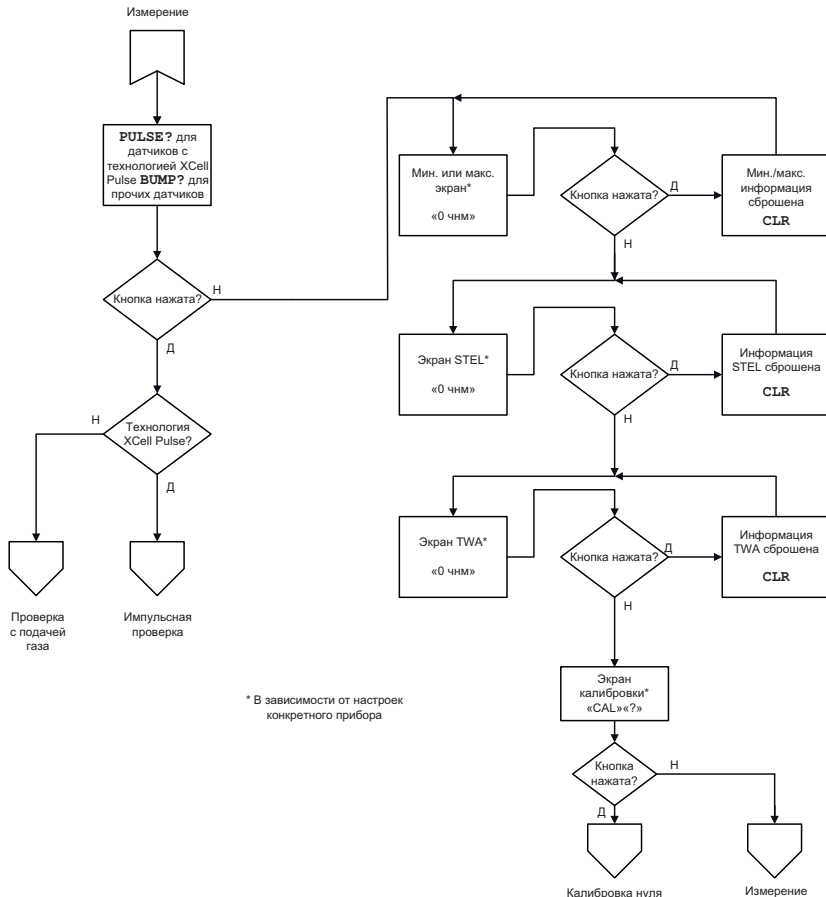 Измерение
PULSE? для
датчиков с
технологией XCell
Pulse BUMP? для
прочих датчиков
Кнопка нажата?
Н
Д
Технология
XCell Pulse?
Н
Д
Проверка
с подачей
газа
Импульсная
проверка
Мин. или макс.
экран*
«0 чнм»
Кнопка нажата?
Д
Н
Мин./макс.
информация
сброшена
CLR
Экран STEL*
«0 чнм»
Кнопка нажата?
Д
Н
Информация
STEL сброшена
CLR
Экран TWA*
«0 чнм»
Кнопка нажата?
Д
Н
Информация
TWA сброшена
CLR
* В зависимости от настроек
конкретного прибора
Экран
калибровки*
«CAL»«?»
Кнопка
нажата?
Н
Д
Калибровка нуля
Измерение